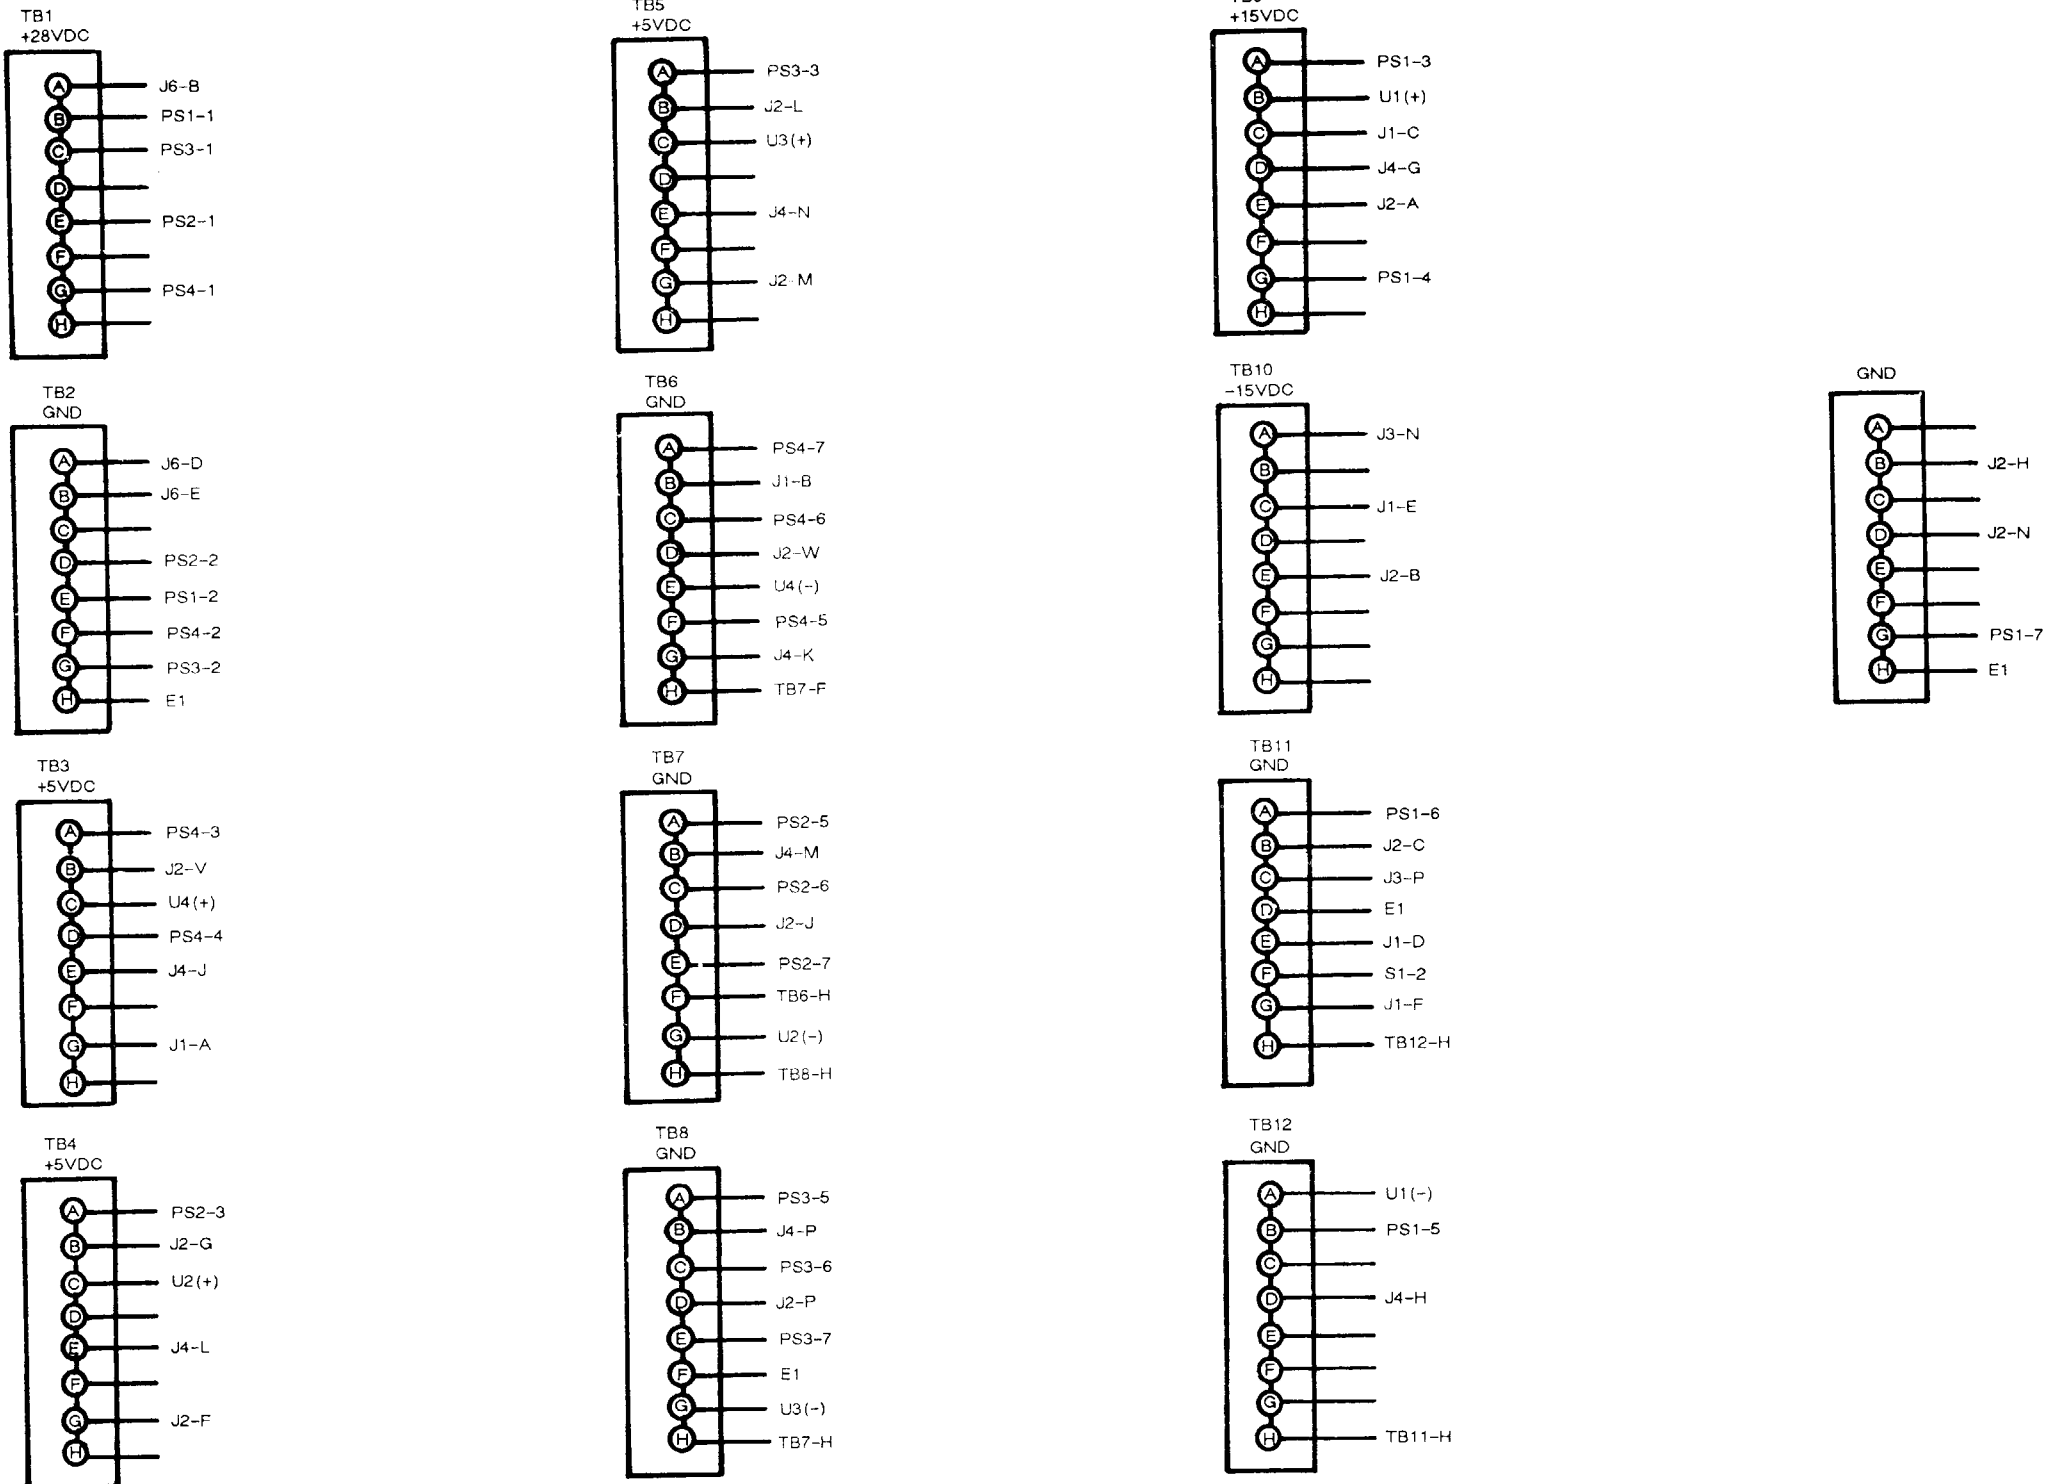 TB1
+28VDC
A J6-B
B PS1-1
C PS3-1
D
E PS2-1
F
G PS4-1
H
TB2
GND
A J6-D
B J6-E
C
D PS2-2
E PS1-2
F PS4-2
G PS3-2
H E1
TB3
+5VDC
A PS4-3
B J2-V
C U4(+)
D PS4-4
E J4-J
F
G J1-A
H
TB4
+5VDC
A PS2-3
B J2-G
C U2(+)
D
E J4-L
F
G J2-F
H
TB5
+5VDC
A PS3-3
B J2-L
C U3(+)
D
E J4-N
F
G J2-M
H
TB6
GND
A PS4-7
B J1-B
C PS4-6
D J2-W
E U4(-)
F PS4-5
G J4-K
H TB7-F
TB7
GND
A PS2-5
B J4-M
C PS2-6
D J2-J
E PS2-7
F TB6-H
G U2(-)
H TB8-H
TB8
GND
A PS3-5
B J4-P
C PS3-6
D J2-P
E PS3-7
F E1
G U3(-)
H TB7-H
+15VDC
A PS1-3
B U1(+)
C J1-C
D J4-G
E J2-A
F
G PS1-4
H
TB10
-15VDC
A J3-N
B
C J1-E
D
E J2-B
F
G
H
TB11
GND
A PS1-6
B J2-C
C J3-P
D E1
E J1-D
F S1-2
G J1-F
H TB12-H
TB12
GND
A U1(-)
B PS1-5
C
D J4-H
E
F
G
H TB11-H
GND
A
B J2-H
C
D J2-N
E
F
G PS1-7
H E1